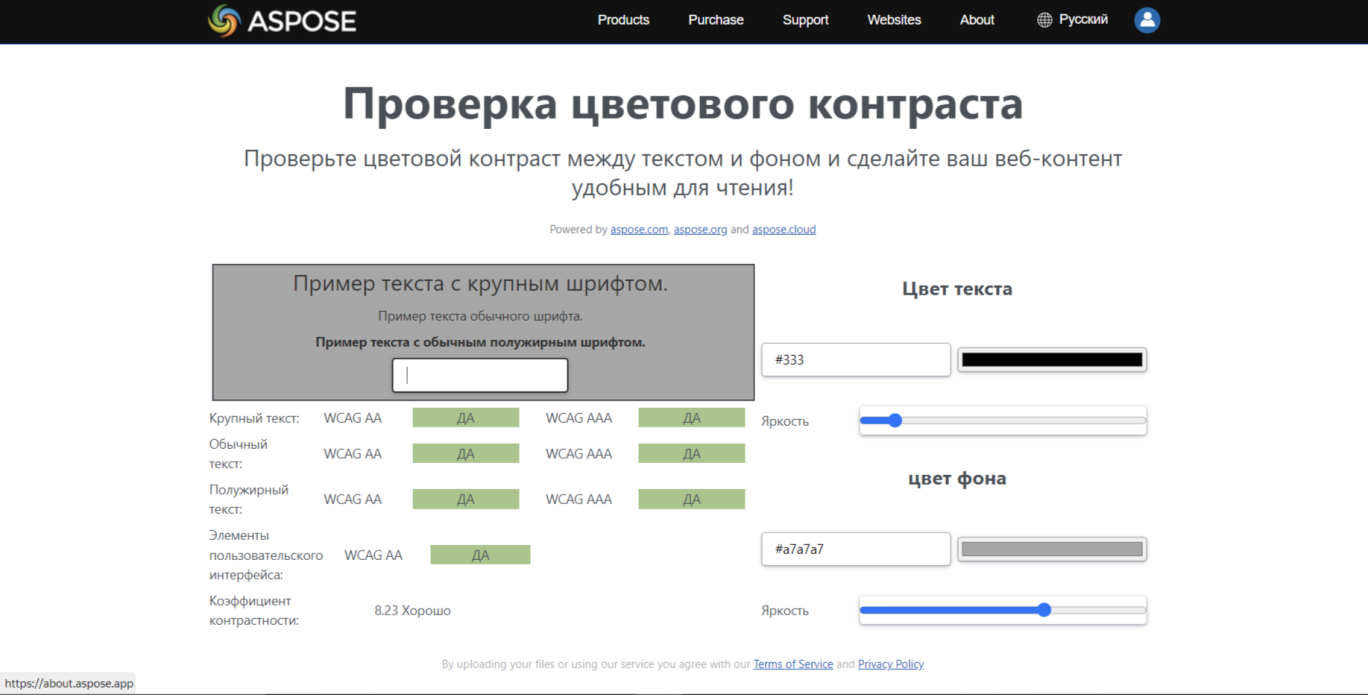 ASPOSE Products Purchase Support Websites About Русский
Проверка цветового контраста
Проверьте цветовой контраст между текстом и фоном и сделайте ваш веб-контент
удобным для чтения!
Powered by aspose.com, aspose.org and aspose.cloud
Пример текста с крупным шрифтом.
Пример текста обычного шрифта.
Пример текста с обычным полужирным шрифтом.
Крупный текст: WCAG AA ДА WCAG AAA ДА
Обычный
текст: WCAG AA ДА WCAG AAA ДА
Полужирный
текст: WCAG AA ДА WCAG AAA ДА
Элементы
пользовательского
интерфейса: WCAG AA ДА
Коэффициент
контрастности: 8.23 Хорошо
Цвет текста
#333
Яркость
цвет фона
#a7a7a7
Яркость
By uploading your files or using our service you agree with our Terms of Service and Privacy Policy
https://about.aspose.app